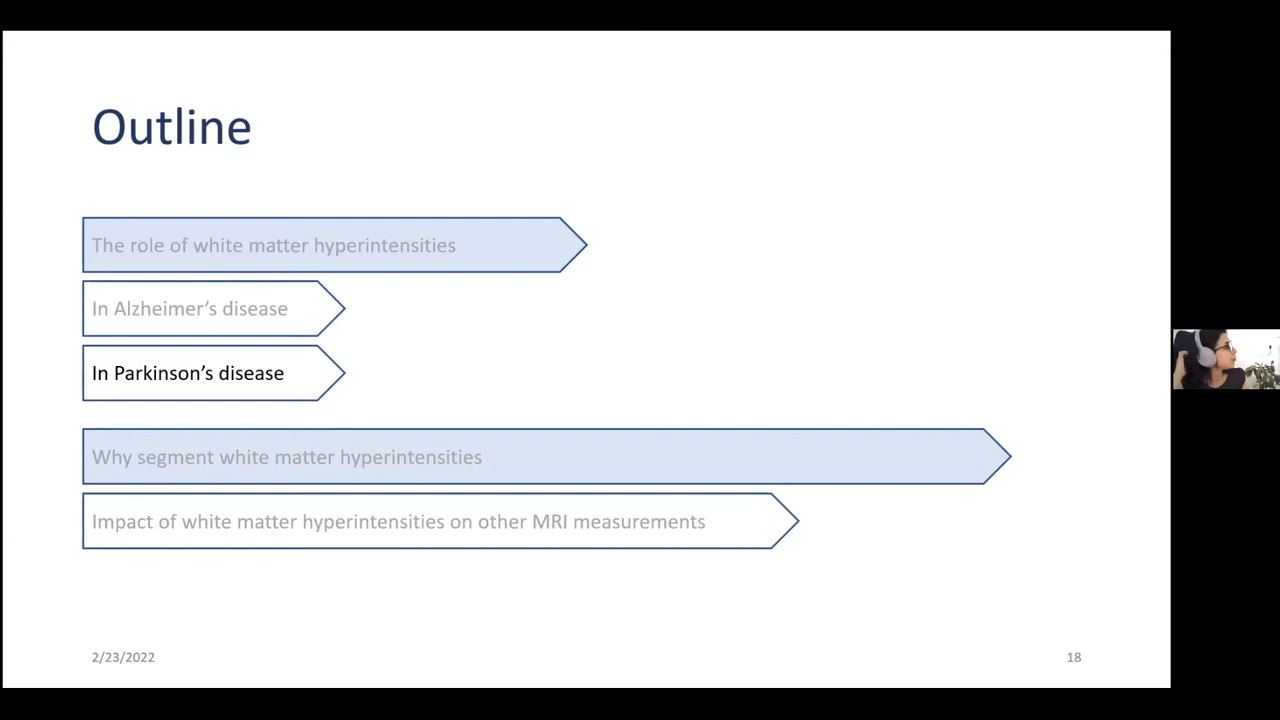 Outline
The role of white matter hyperintensities
In Alzheimer’s disease
In Parkinson’s disease
Why segment white matter hyperintensities
Impact of white matter hyperintensities on other MRI measurements
2/23/2022
18